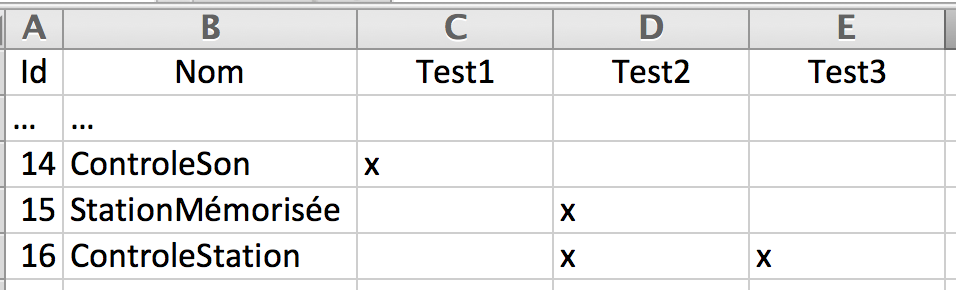 A B C D E
Id Nom Test1 Test2 Test3
... ...
14 ControleSon x
15 StationMémorisée x
16 ControleStation x x